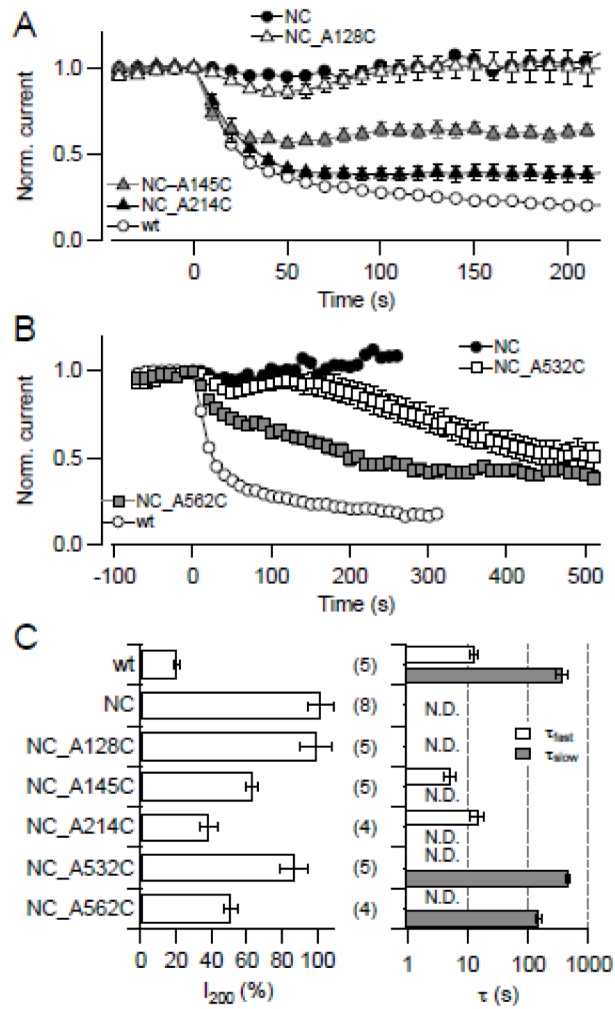 A
NC
NC_A128C
Norm. current
1.0
0.5
0.0
NC–A145C
NC_A214C
wt
0 50 100 150 200
Time (s)
B
NC
NC_A532C
Norm. current
1.0
0.5
0.0
NC_A562C
wt
-100 0 100 200 300 400 500
Time (s)
C
wt (5)
NC (8) N.D.
NC_A128C (5) N.D.
τfast
τslow
NC_A145C (5) N.D.
NC_A214C (4) N.D.
NC_A532C (5) N.D.
NC_A562C (4) N.D.
0 20 40 60 80 100
I200 (%)
1 10 100 1000
τ (s)